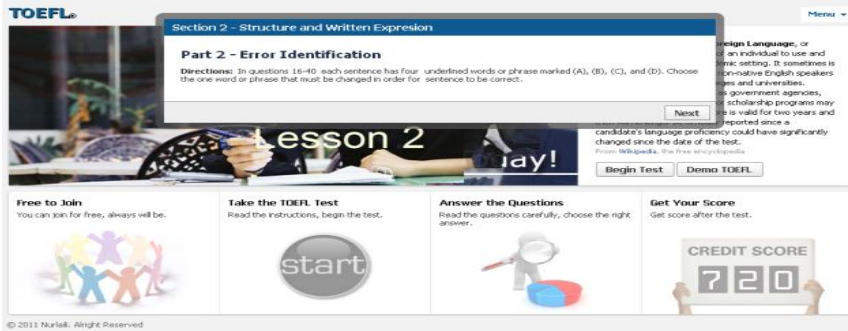 TOEFL®
Menu
Section 2 - Structure and Written Expresion
Part 2 - Error Identification
Directions: In questions 16-40 each sentence has four underlined words or phrase marked (A), (B), (C), and (D). Choose
the one word or phrase that must be changed in order for sentence to be correct.
Next
reign Language, or
of an individual to use and
mic setting. It sometimes is
non-native English speakers
ges and universities.
as government agencies,
or scholarship programs may
re is valid for two years and
reported since a
candidate's language proficiency could have significantly
changed since the date of the test.
From Wikipedia, the free encyclopedia
Lesson 2
day!
Begin Test
Demo TOEFL
Free to Join
You can join for free, always will be.
Take the TOEFL Test
Read the instructions, begin the test.
start
Answer the Questions
Read the questions carefully, choose the right
answer.
Get Your Score
Get score after the test.
CREDIT SCORE
720
© 2011 Nurlaili. Alright Reserved